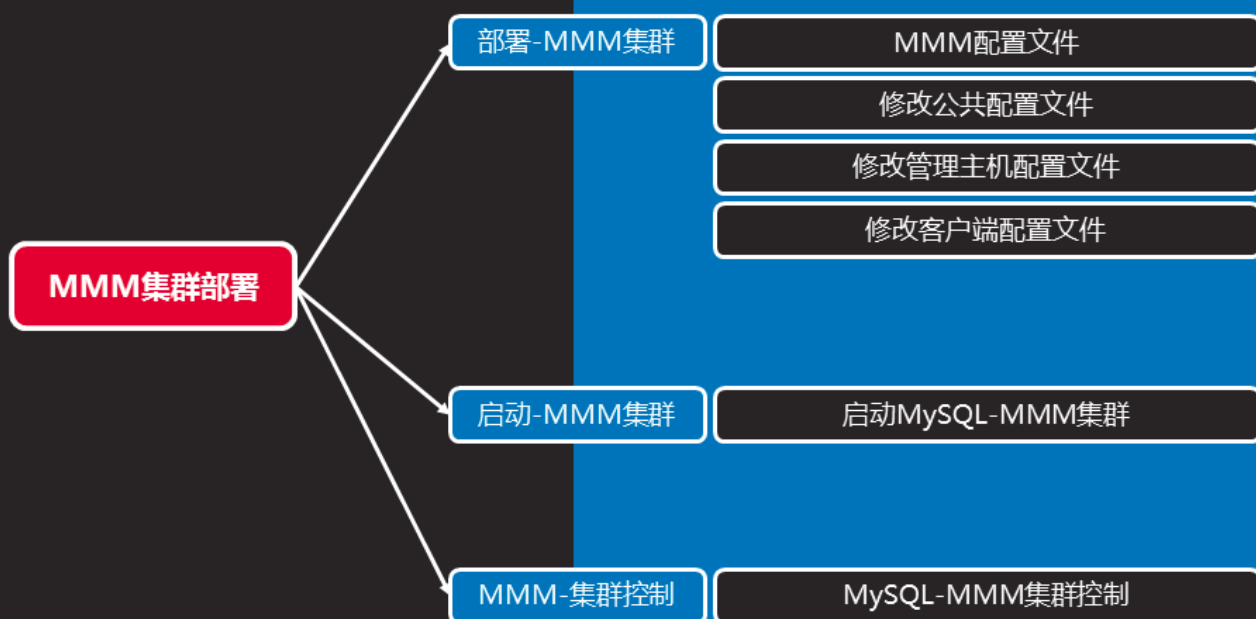 MMM集群部署
部署-MMM集群
MMM配置文件
修改公共配置文件
修改管理主机配置文件
修改客户端配置文件
启动-MMM集群
启动MySQL-MMM集群
MMM-集群控制
MySQL-MMM集群控制